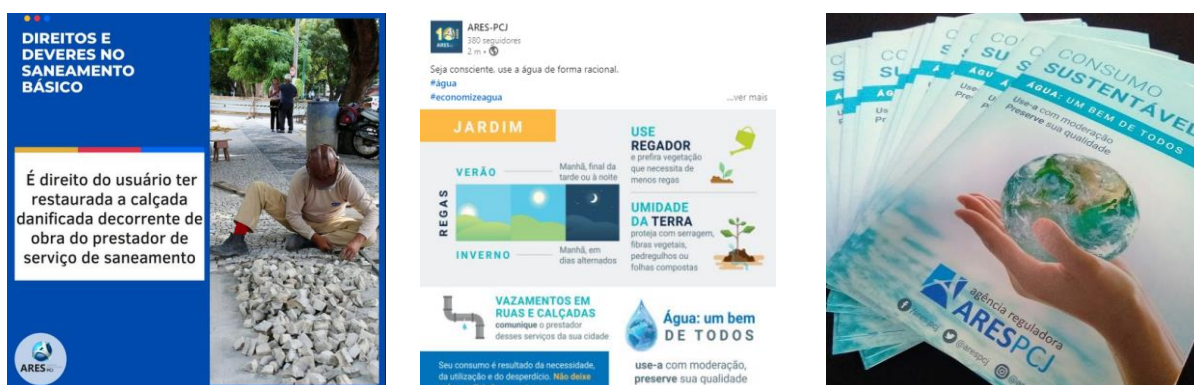 DIREITOS E
DEVERES NO
SANEAMENTO
BÁSICO
É direito do usuário ter
restaurada a calçada
danificada decorrente de
obra do prestador de
serviço de saneamento
ARES PCJ
10
ARES
ARES-PCJ
380 seguidores
2 m •
Seja consciente, use a água de forma racional.
#água
#economizeagua
...ver mais
JARDIM
REGAS
VERÃO
Manhã, final da
tarde ou à noite
INVERNO
Manhã, em
dias alternados
USE
REGADOR
e prefira vegetação
que necessita de
menos regas
UMIDADE
DA TERRA
proteja com serragem,
fibras vegetais,
pedregulhos ou
folhas compostas
VAZAMENTOS EM
RUAS E CALÇADAS
comunique o prestador
desses serviços da sua cidade
Água: um bem
DE TODOS
Seu consumo é resultado da necessidade,
da utilização e do desperdício. Não deixe
use-a com moderação,
preserve sua qualidade
CONSUMO
SUSTENTÁVEL
ÁGUA: UM BEM DE TODOS
Use-a com moderação
Preserve sua qualidade
agência reguladora
ARESPCJ
@arespcj